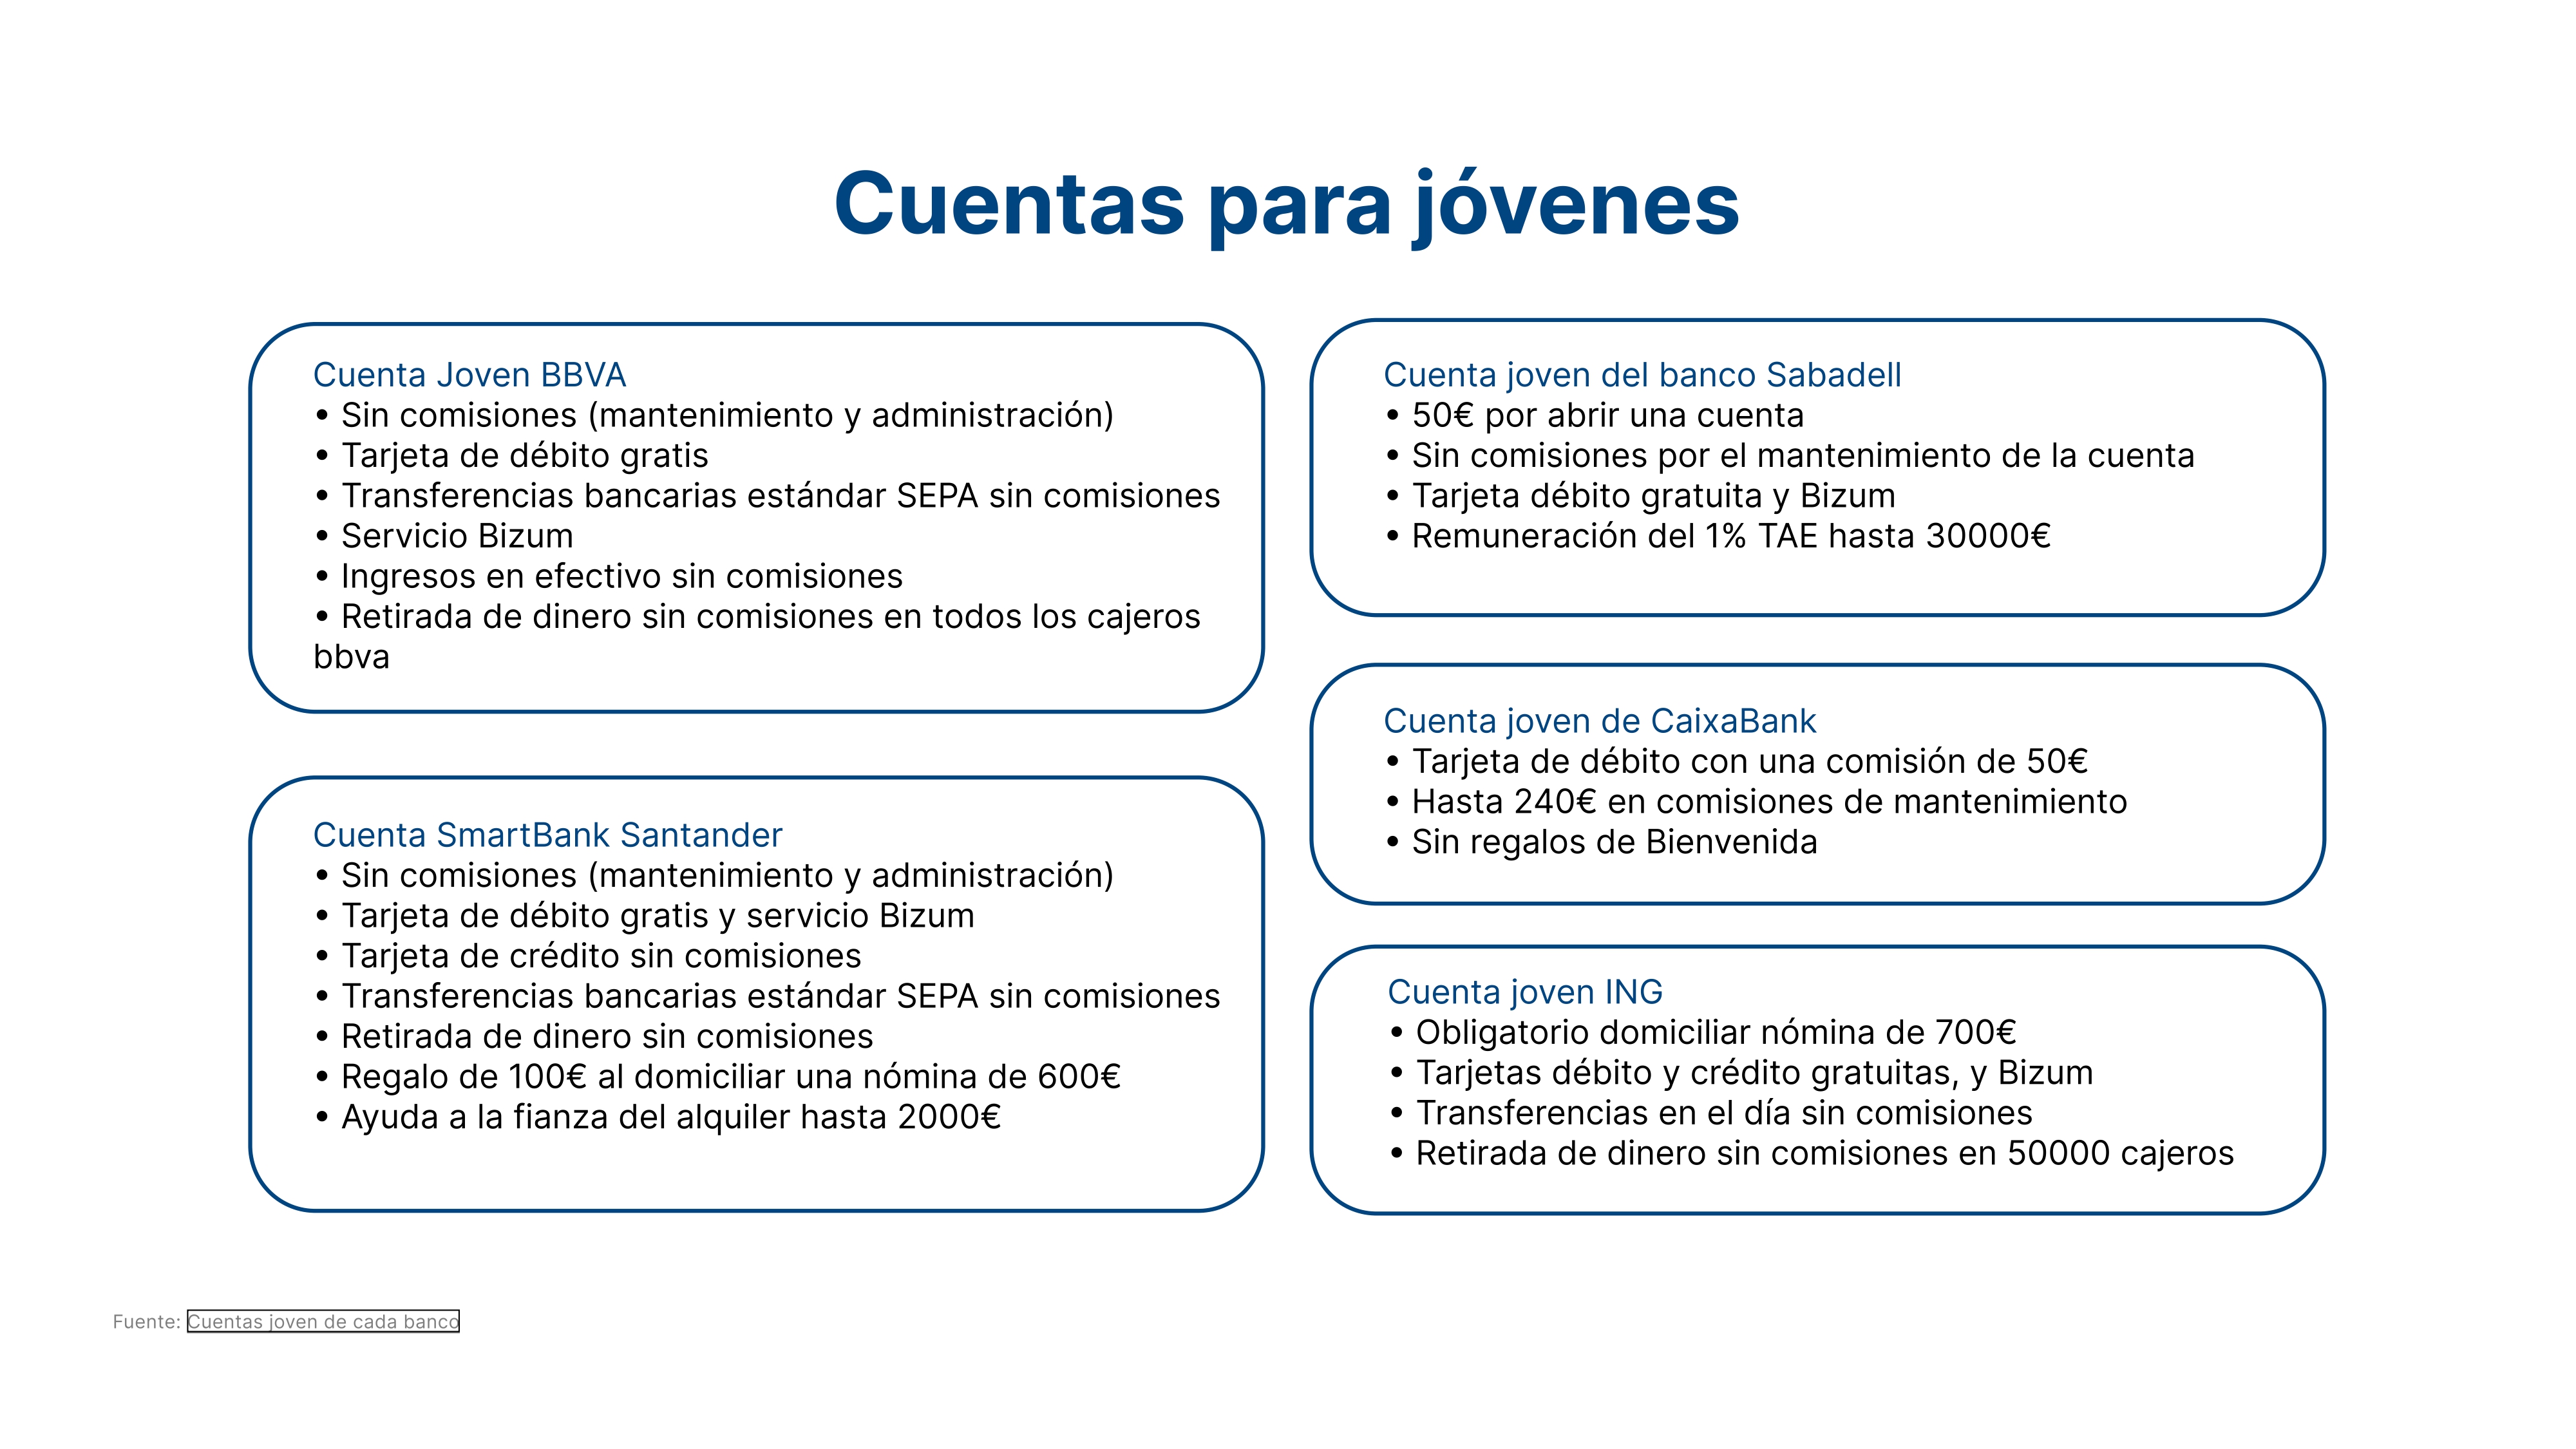 Cuentas para jóvenes
Cuenta Joven BBVA
• Sin comisiones (mantenimiento y administración)
• Tarjeta de débito gratis
• Transferencias bancarias estándar SEPA sin comisiones
• Servicio Bizum
• Ingresos en efectivo sin comisiones
• Retirada de dinero sin comisiones en todos los cajeros
bbva
Cuenta SmartBank Santander
• Sin comisiones (mantenimiento y administración)
• Tarjeta de débito gratis y servicio Bizum
• Tarjeta de crédito sin comisiones
• Transferencias bancarias estándar SEPA sin comisiones
• Retirada de dinero sin comisiones
• Regalo de 100€ al domiciliar una nómina de 600€
• Ayuda a la fianza del alquiler hasta 2000€
Cuenta joven del banco Sabadell
• 50€ por abrir una cuenta
• Sin comisiones por el mantenimiento de la cuenta
• Tarjeta débito gratuita y Bizum
• Remuneración del 1% TAE hasta 30000€
Cuenta joven de CaixaBank
• Tarjeta de débito con una comisión de 50€
• Hasta 240€ en comisiones de mantenimiento
• Sin regalos de Bienvenida
Cuenta joven ING
• Obligatorio domiciliar nómina de 700€
• Tarjetas débito y crédito gratuitas, y Bizum
• Transferencias en el día sin comisiones
• Retirada de dinero sin comisiones en 50000 cajeros
Fuente: Cuentas joven de cada banco